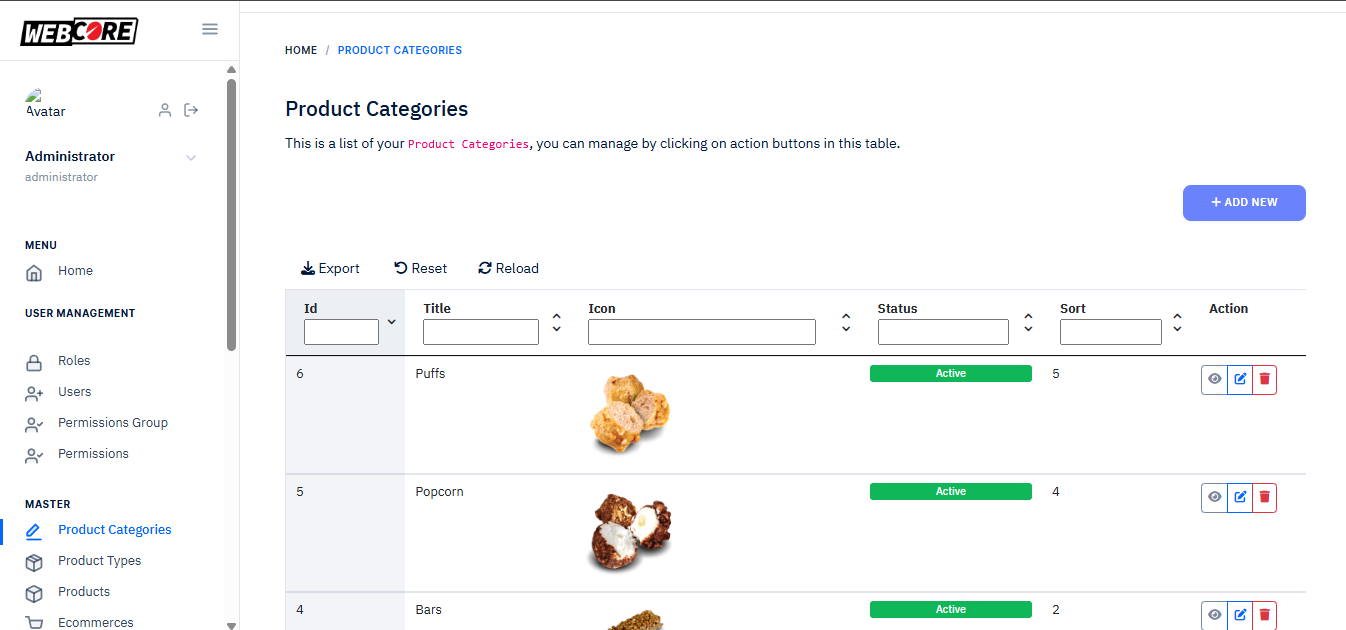 WEBCORE
HOME / PRODUCT CATEGORIES
Avatar
Administrator
administrator
MENU
Home
USER MANAGEMENT
Roles
Users
Permissions Group
Permissions
MASTER
Product Categories
Product Types
Products
Ecommerces
Product Categories
This is a list of your Product Categories, you can manage by clicking on action buttons in this table.
+ ADD NEW
Export Reset Reload
Id Title Icon Status Sort Action
6 Puffs Active 5
5 Popcorn Active 4
4 Bars Active 2